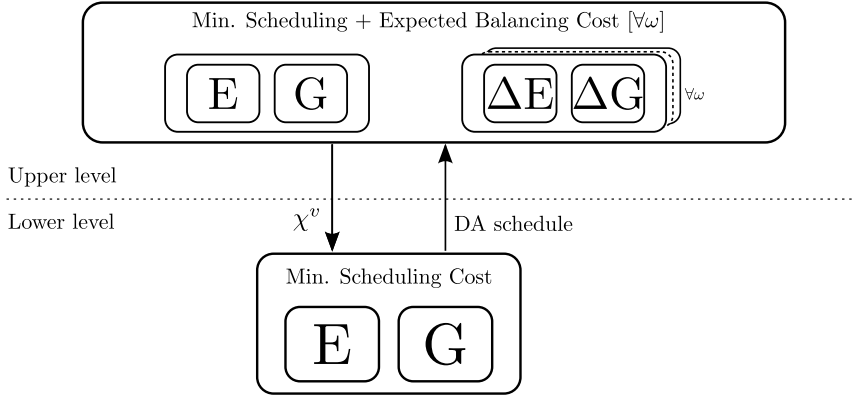 Min. Scheduling + Expected Balancing Cost [∀ω]
E G ΔE ΔG ∀ω
Upper level
Lower level
χ^v
DA schedule
Min. Scheduling Cost
E G